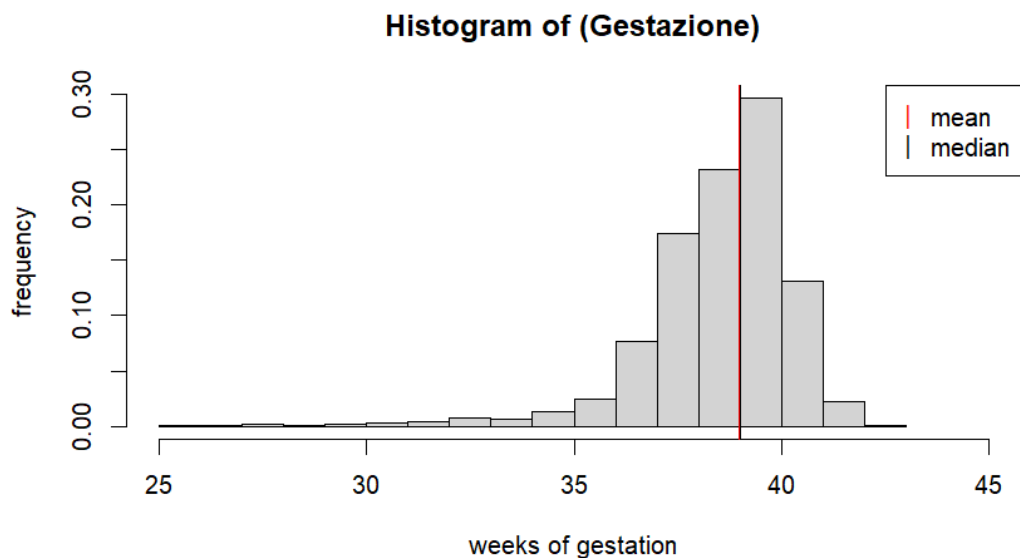 Histogram of (Gestazione)
mean
median
frequency
0.30
0.20
0.10
0.00
25 30 35 40 45
weeks of gestation